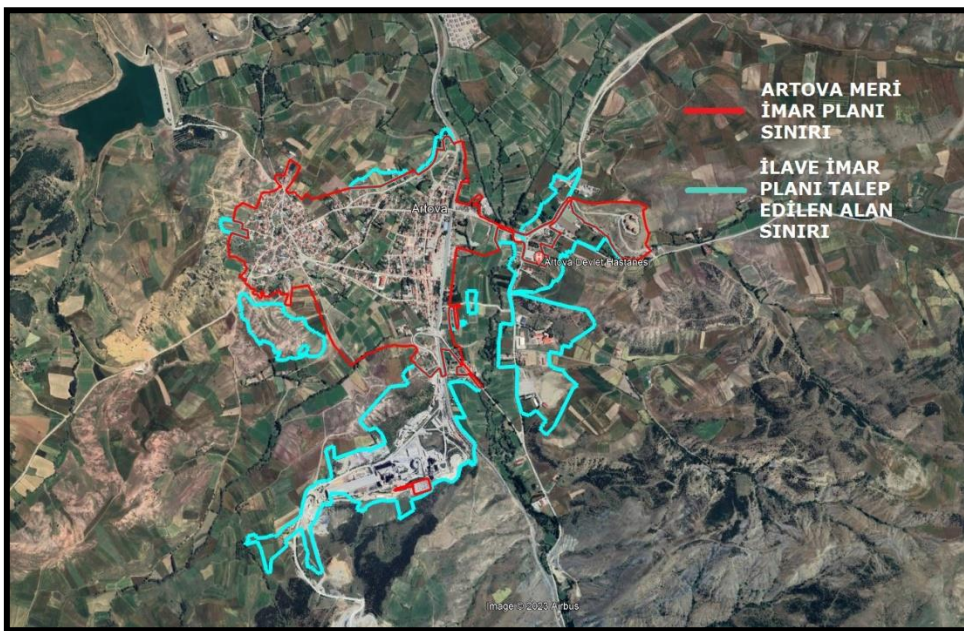 ARTOVA MERİ
İMAR PLANI
SINIRI
İLAVE İMAR
PLANI TALEP
EDİLEN ALAN
SINIRI
Artova
H
Artova Devlet Hastanes
Image © 2023 Airbus